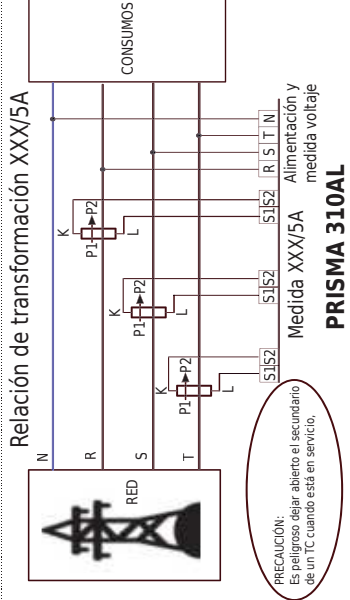 Relación de transformación XXX/5A
CONSUMOS
N
R
S
T
RED
K
P1
P2
L
K
P1
P2
L
K
P1
P2
L
S1 S2
S1 S2
S1 S2
R S T N
Medida XXX/5A
Alimentación y
medida voltaje
PRISMA 310AL
PRECAUCIÓN:
Es peligroso dejar abierto el secundario
de un TC cuando está en servicio,